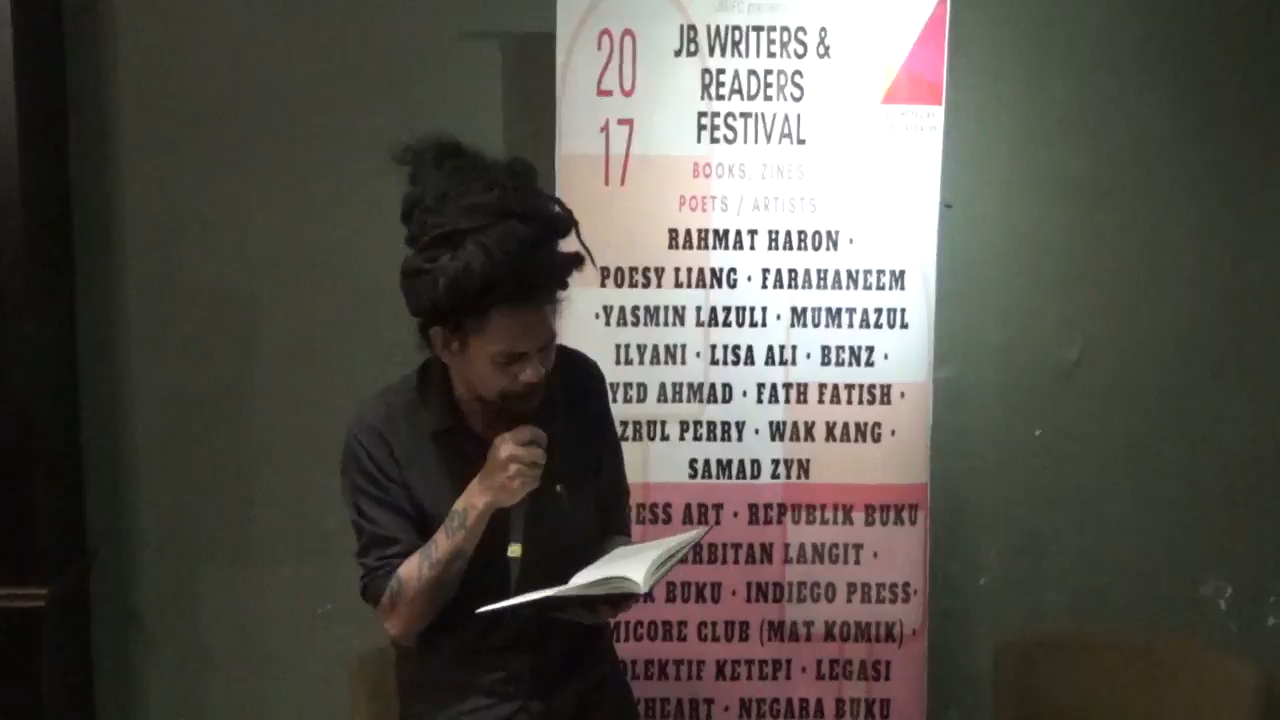 20
17
JB WRITERS &
READERS
FESTIVAL
BOOKS, ZINES
POETS / ARTISTS
RAHMAT HARON ·
POESY LIANG · FARAHANEEM
·YASMIN LAZULI · MUMTAZUL
ILYANI · LISA ALI · BENZ ·
YED AHMAD · FATH FATISH ·
ZRUL PERRY · WAK KANG ·
SAMAD ZYN
RESS ART · REPUBLIK BUKU
RBITAN LANGIT ·
BUKU · INDIEGO PRESS·
MICORE CLUB (MAT KOMIK) ·
OLEKTIF KETEPI · LEGASI
KHEART · NEGARA BUKU